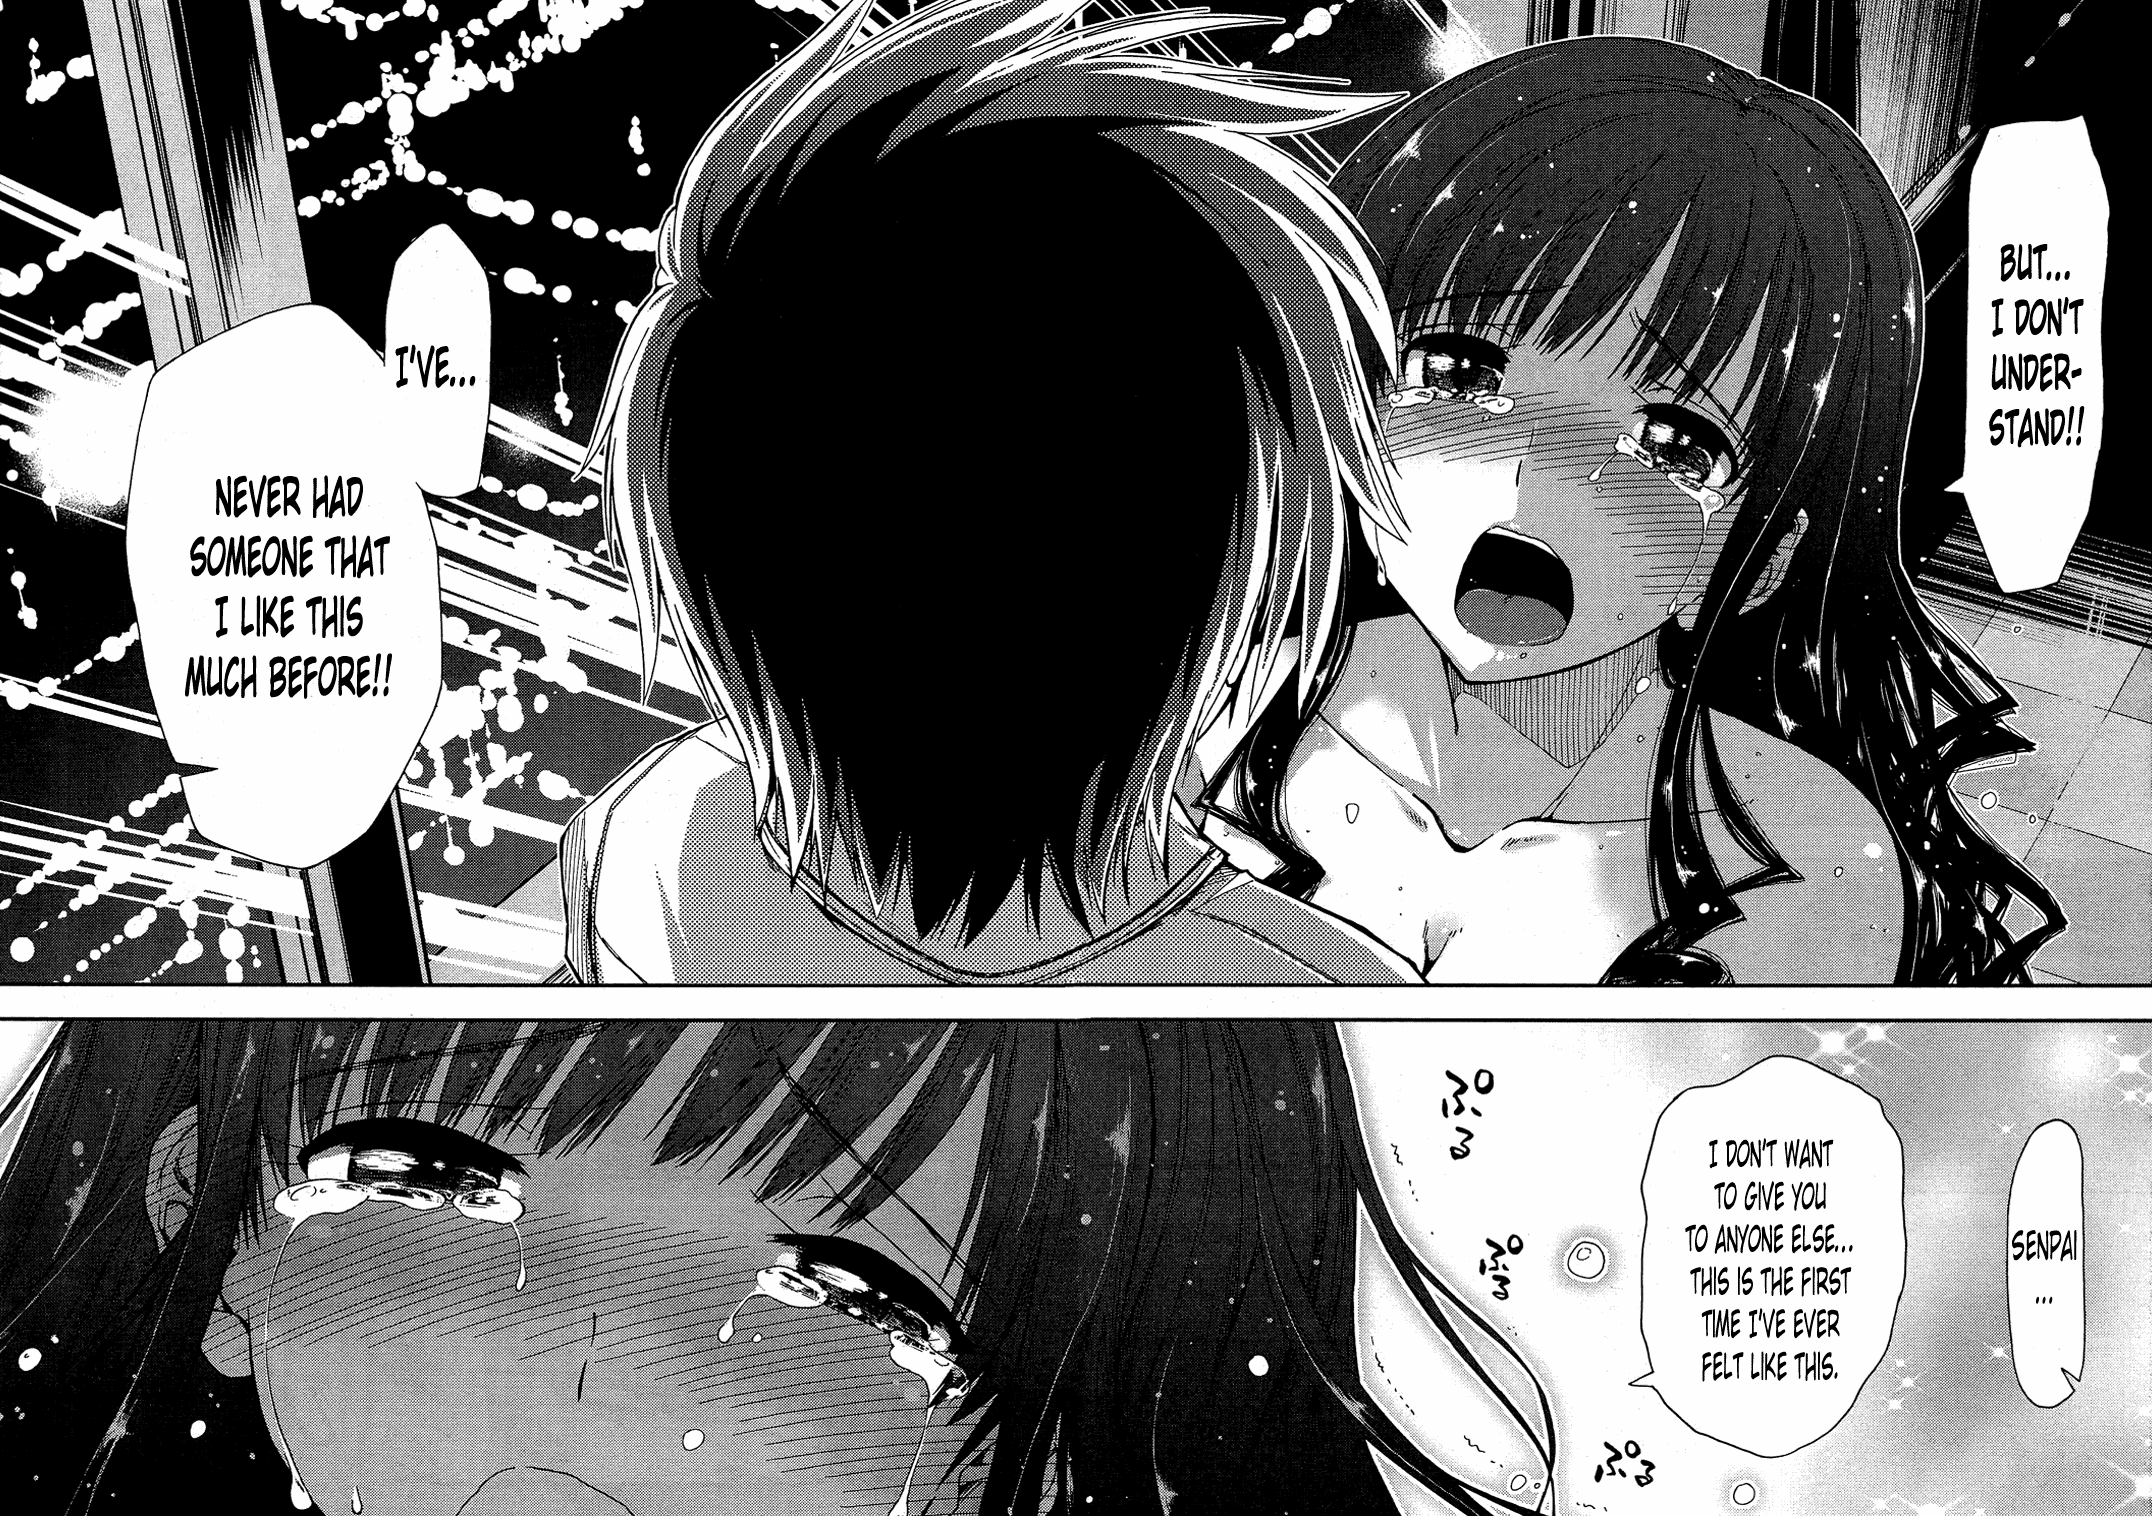 BUT...
I DON'T
UNDER-
STAND!!
I'VE...
NEVER HAD
SOMEONE THAT
I LIKE THIS
MUCH BEFORE!!
SENPAI
...
I DON'T WANT
TO GIVE YOU
TO ANYONE ELSE...
THIS IS THE FIRST
TIME I'VE EVER
FELT LIKE THIS.
ぷる
ぷる
ぷる